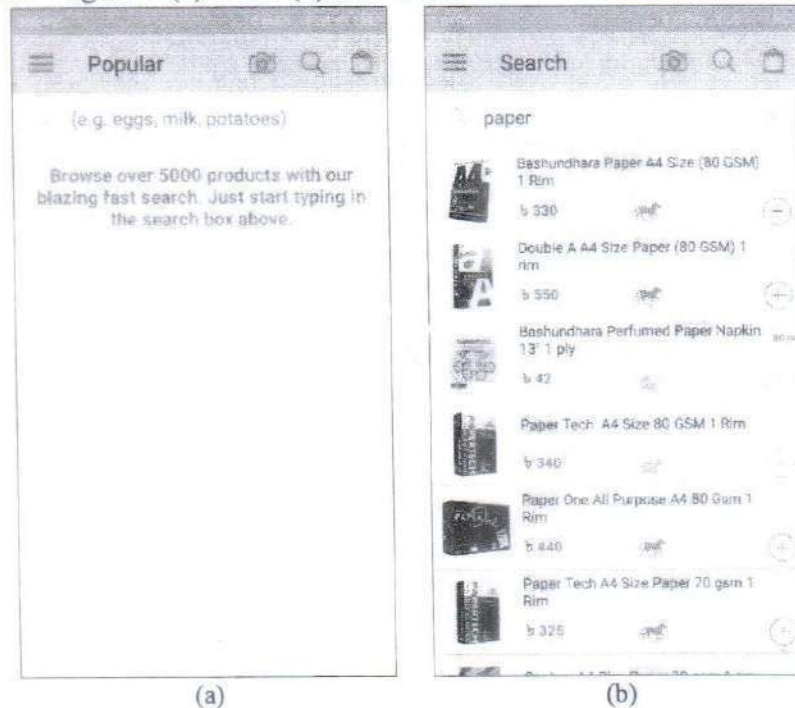 Popular
(e.g. eggs, milk, potatoes)
Browse over 5000 products with our
blazing fast search. Just start typing in
the search box above.
(a)
Search
paper
Bashundhara Paper A4 Size (80 GSM)
1 Rim
৳ 330
Double A A4 Size Paper (80 GSM) 1
rim
৳ 550
Bashundhara Perfumed Paper Napkin
13" 1 ply
৳ 42
Paper Tech A4 Size 80 GSM 1 Rim
৳ 340
Paper One All Purpose A4 80 Gsm 1
Rim
৳ 440
Paper Tech A4 Size Paper 70 gsm 1
Rim
৳ 325
(b)